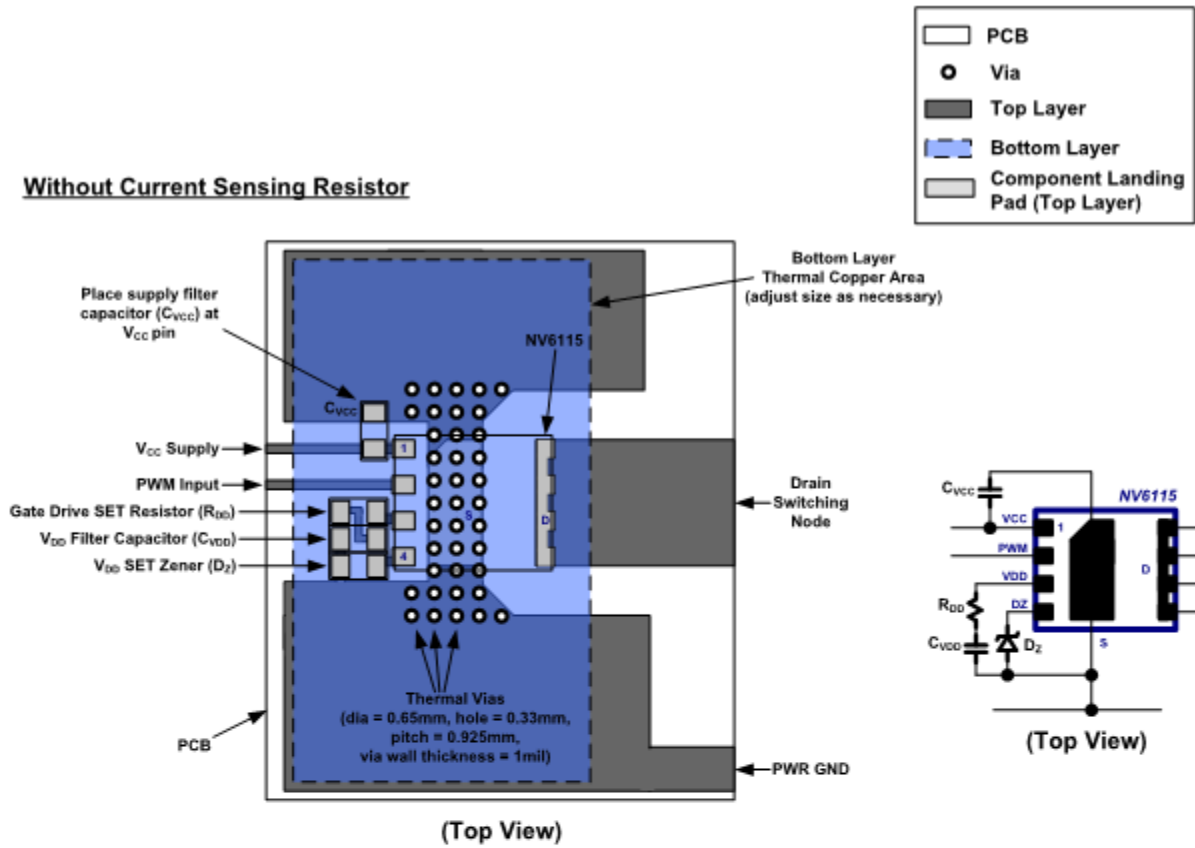 PCB
Via
Top Layer
Bottom Layer
Component Landing
Pad (Top Layer)
Without Current Sensing Resistor
Bottom Layer
Thermal Copper Area
(adjust size as necessary)
Place supply filter
capacitor (CVCC) at
VCC pin
NV6115
CVCC
VCC Supply
1
PWM Input
Gate Drive SET Resistor (RDD)
VDD Filter Capacitor (CVDD)
VDD SET Zener (DZ)
4
S
D
Drain
Switching
Node
Thermal Vias
(dia = 0.65mm, hole = 0.33mm,
pitch = 0.925mm,
via wall thickness = 1mil)
PCB
PWR GND
(Top View)
CVCC
NV6115
VCC
1
PWM
VDD
D
DZ
RDD
CVDD
DZ
S
(Top View)